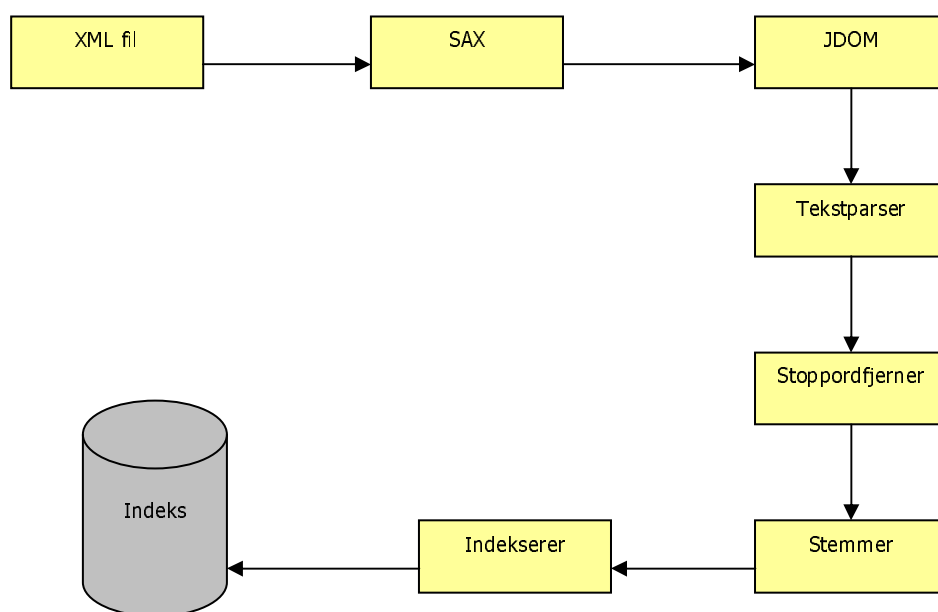 XML fil
SAX
JDOM
Tekstparser
Stoppordfjerner
Stemmer
Indekserer
Indeks